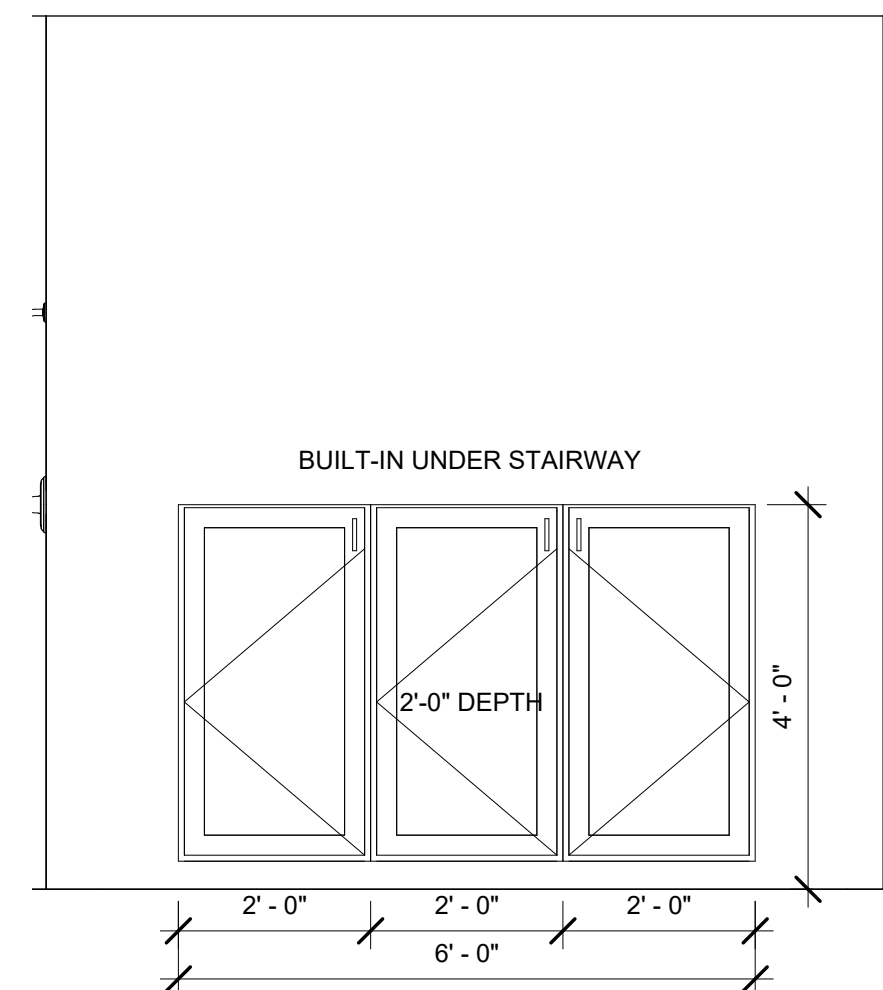 BUILT-IN UNDER STAIRWAY
2'-0" DEPTH
4' - 0"
2' - 0" 2' - 0" 2' - 0"
6' - 0"